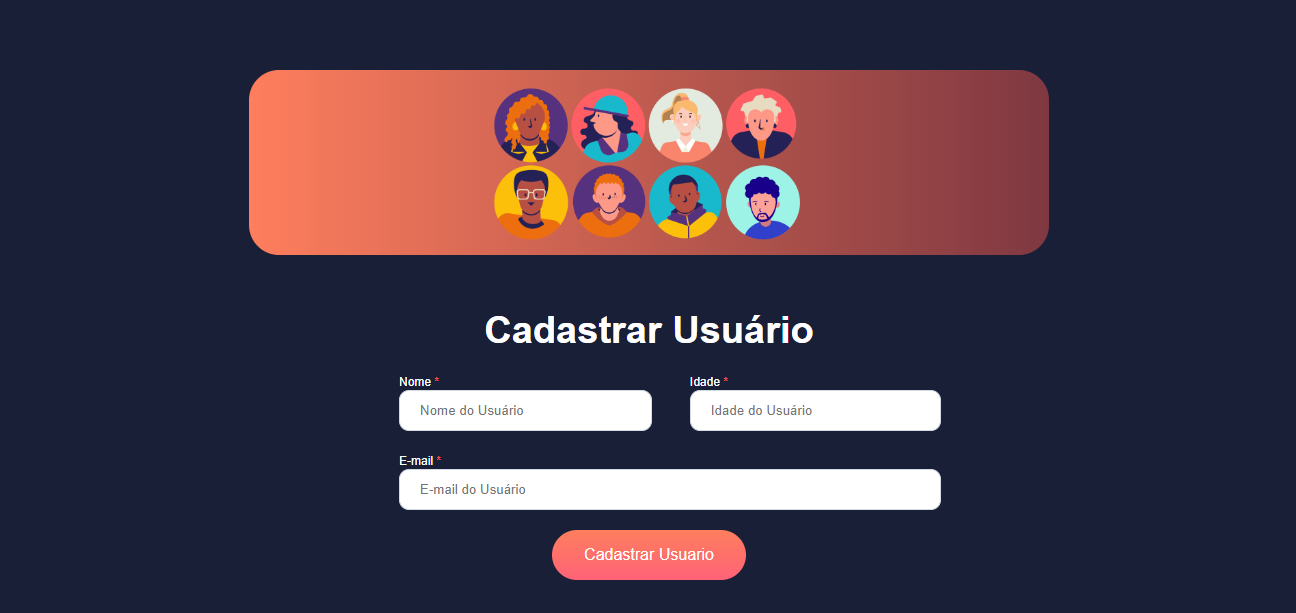 Cadastrar Usuário
Nome * Idade *
Nome do Usuário Idade do Usuário
E-mail *
E-mail do Usuário
Cadastrar Usuario